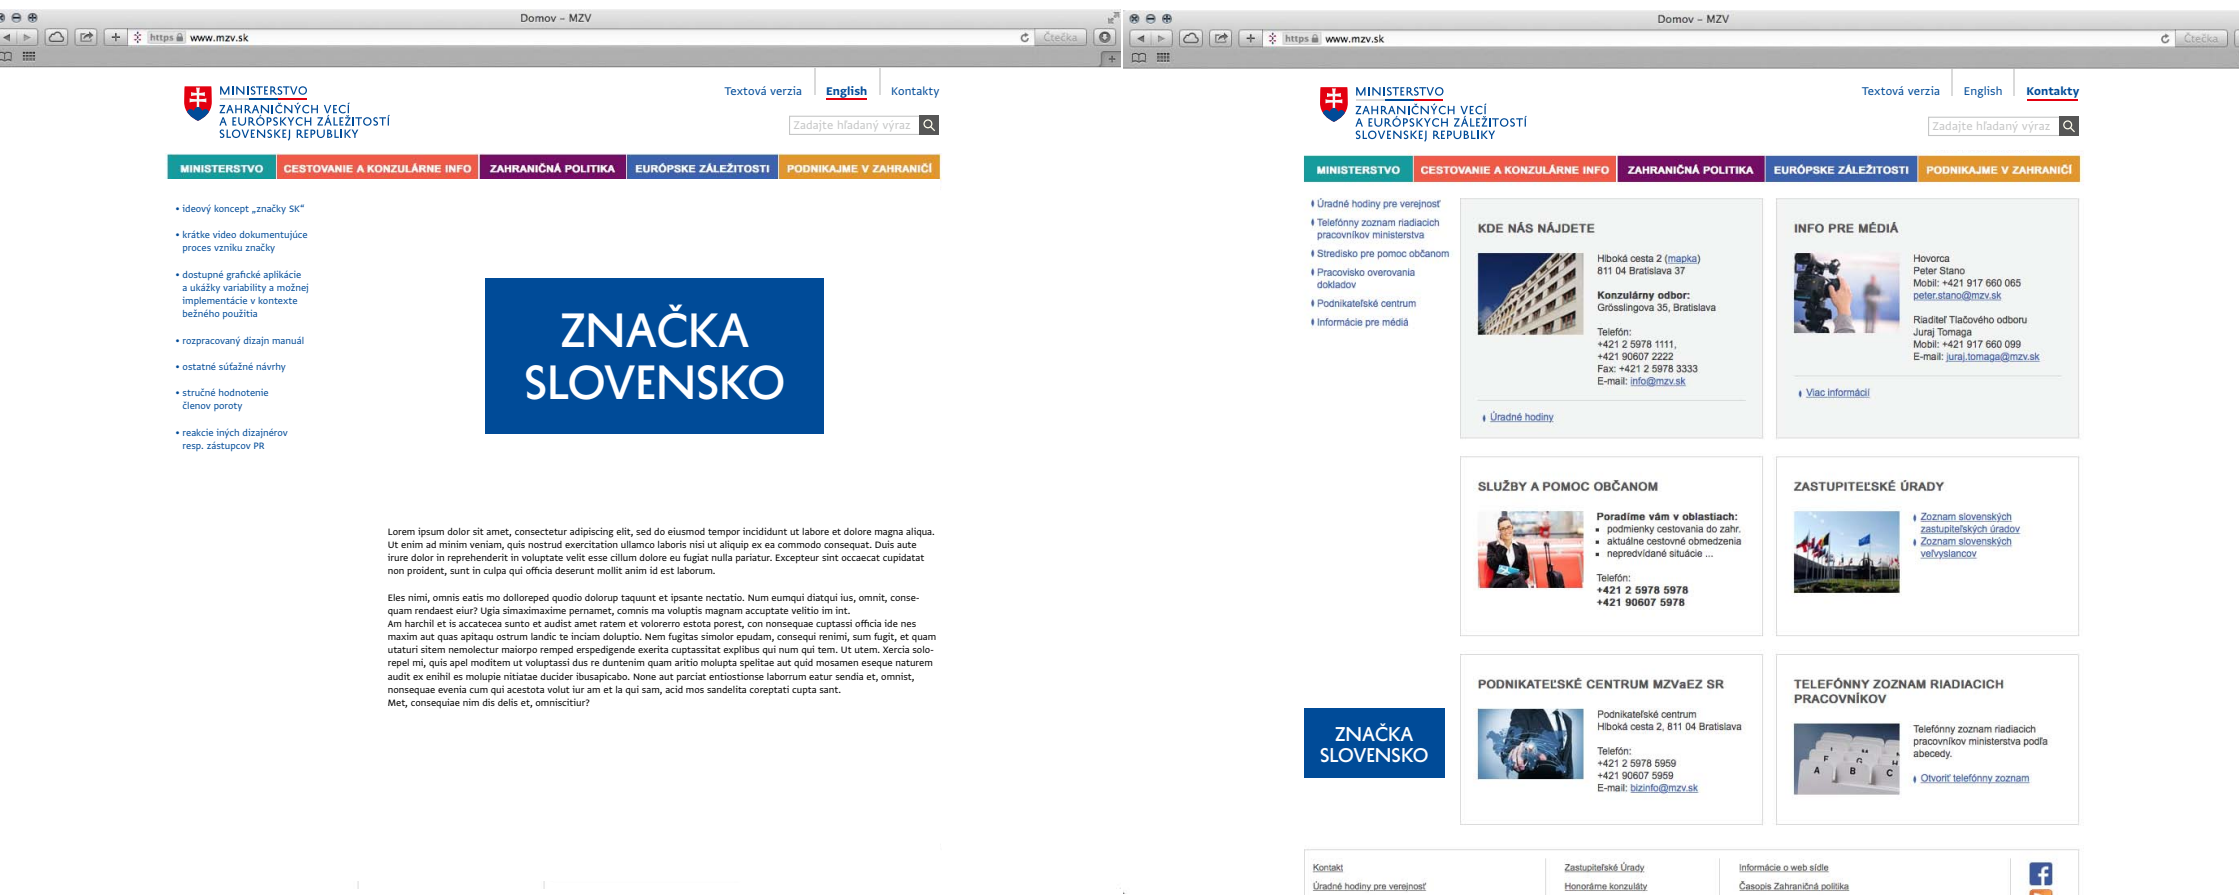 Domov – MZV
https www.mzv.sk
Čtečka
MINISTERSTVO
ZAHRANIČNÝCH VECÍ
A EURÓPSKYCH ZÁLEŽITOSTÍ
SLOVENSKEJ REPUBLIKY
Textová verzia
English
Kontakty
Zadajte hľadaný výraz
MINISTERSTVO
CESTOVANIE A KONZULÁRNE INFO
ZAHRANIČNÁ POLITIKA
EURÓPSKE ZÁLEŽITOSTI
PODNIKAJME V ZAHRANIČÍ
• ideový koncept „značky SK“
• krátke video dokumentujúce
proces vzniku značky
• dostupné grafické aplikácie
a ukážky variability a možnej
implementácie v kontexte
bežného použitia
• rozpracovaný dizajn manuál
• ostatné súťažné návrhy
• stručné hodnotenie
členov poroty
• reakcie iných dizajnérov
resp. zástupcov PR
ZNAČKA
SLOVENSKO
Lorem ipsum dolor sit amet, consectetur adipiscing elit, sed do eiusmod tempor incididunt ut labore et dolore magna aliqua.
Ut enim ad minim veniam, quis nostrud exercitation ullamco laboris nisi ut aliquip ex ea commodo consequat. Duis aute
irure dolor in reprehenderit in voluptate velit esse cillum dolore eu fugiat nulla pariatur. Excepteur sint occaecat cupidatat
non proident, sunt in culpa qui officia deserunt mollit anim id est laborum.
Eles nimi, omnis eatis mo dolloreped quodio dolorup taquunt et ipsante nectatio. Num eumqui diatqui ius, omnit, conse-
quam rendaest eiur? Ugia simaximaxime pernamet, comnis ma voluptis magnam accuptate velitio im int.
Am harchil et is accatecea sunto et audist amet ratem et volorerro estota porest, con nonsequae cuptassi officia ide nes
maxim aut quas apitaqu ostrum landic te inciam doluptio. Nem fugitas simolor epudam, consequi renimi, sum fugit, et quam
utaturi sitem nemolectur maiorpo remped erspedigende exerita cuptassitat explibus qui num qui tem. Ut utem. Xercia solo-
repel mi, quis apel moditem ut voluptassi dus re duntenim quam aritio molupta spelitae aut quid mosamen eseque naturem
audit ex enihil es molupie nitiatae ducider ibusapicabo. None aut parciat entiostionse laborrum eatur sendia et, omnist,
nonsequae evenia cum qui acestota volut iur am et la qui sam, acid mos sandelita coreptati cupta sant.
Met, consequiae nim dis delis et, omniscitiur?
Domov – MZV
https www.mzv.sk
Čtečka
MINISTERSTVO
ZAHRANIČNÝCH VECÍ
A EURÓPSKYCH ZÁLEŽITOSTÍ
SLOVENSKEJ REPUBLIKY
Textová verzia
English
Kontakty
Zadajte hľadaný výraz
MINISTERSTVO
CESTOVANIE A KONZULÁRNE INFO
ZAHRANIČNÁ POLITIKA
EURÓPSKE ZÁLEŽITOSTI
PODNIKAJME V ZAHRANIČÍ
Úradné hodiny pre verejnosť
Telefónny zoznam riadiacich
pracovníkov ministerstva
Stredisko pre pomoc občanom
Pracovisko overovania
dokladov
Podnikateľské centrum
Informácie pre médiá
ZNAČKA
SLOVENSKO
KDE NÁS NÁJDETE
Hlboká cesta 2 (mapka)
811 04 Bratislava 37
Konzulárny odbor:
Grösslingova 35, Bratislava
Telefón:
+421 2 5978 1111,
+421 90607 2222
Fax: +421 2 5978 3333
E-mail: info@mzv.sk
Úradné hodiny
INFO PRE MÉDIÁ
Hovorca
Peter Stano
Mobil: +421 917 660 065
peter.stano@mzv.sk
Riaditeľ Tlačového odboru
Juraj Tomaga
Mobil: +421 917 660 099
E-mail: juraj.tomaga@mzv.sk
Viac informácií
SLUŽBY A POMOC OBČANOM
Poradíme vám v oblastiach:
▪ podmienky cestovania do zahr.
▪ aktuálne cestovné obmedzenia
▪ nepredvídané situácie ...
Telefón:
+421 2 5978 5978
+421 90607 5978
ZASTUPITEĽSKÉ ÚRADY
Zoznam slovenských
zastupiteľských úradov
Zoznam slovenských
veľvyslancov
PODNIKATEĽSKÉ CENTRUM MZVaEZ SR
Podnikateľské centrum
Hlboká cesta 2, 811 04 Bratislava
Telefón:
+421 2 5978 5959
+421 90607 5959
E-mail: bizinfo@mzv.sk
TELEFÓNNY ZOZNAM RIADIACICH
PRACOVNÍKOV
F G H
A B C
Telefónny zoznam riadiacich
pracovníkov ministerstva podľa
abecedy.
Otvoriť telefónny zoznam
Kontakt
Úradné hodiny pre verejnosť
Zastupiteľské Úrady
Honorárne konzuláty
Informácie o web sídle
Časopis Zahraničná politika